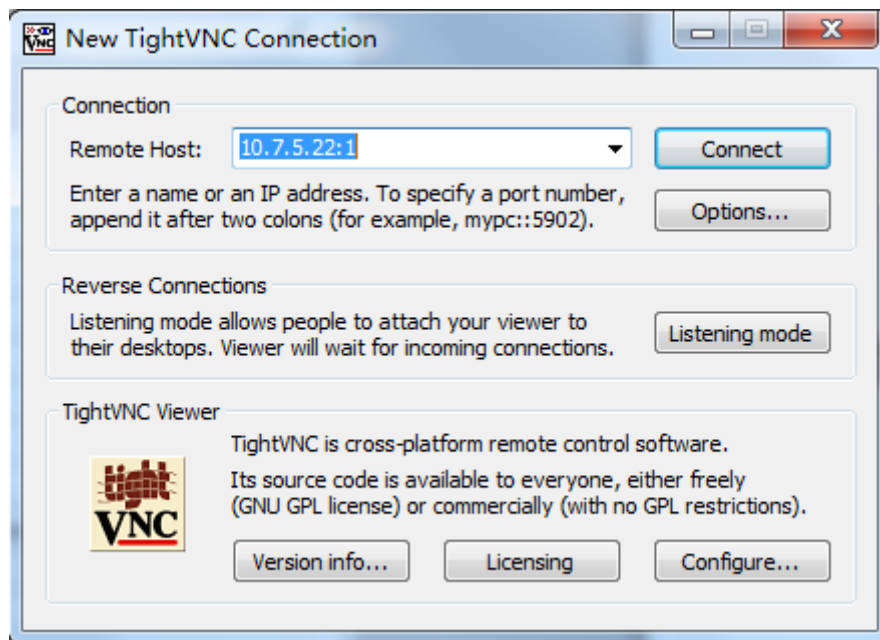 New TightVNC Connection
Connection
Remote Host: 10.7.5.22:1 Connect
Enter a name or an IP address. To specify a port number,
append it after two colons (for example, mypc::5902).
Options...
Reverse Connections
Listening mode allows people to attach your viewer to
their desktops. Viewer will wait for incoming connections.
Listening mode
TightVNC Viewer
TightVNC is cross-platform remote control software.
Its source code is available to everyone, either freely
(GNU GPL license) or commercially (with no GPL restrictions).
tight
VNC
Version info... Licensing Configure...